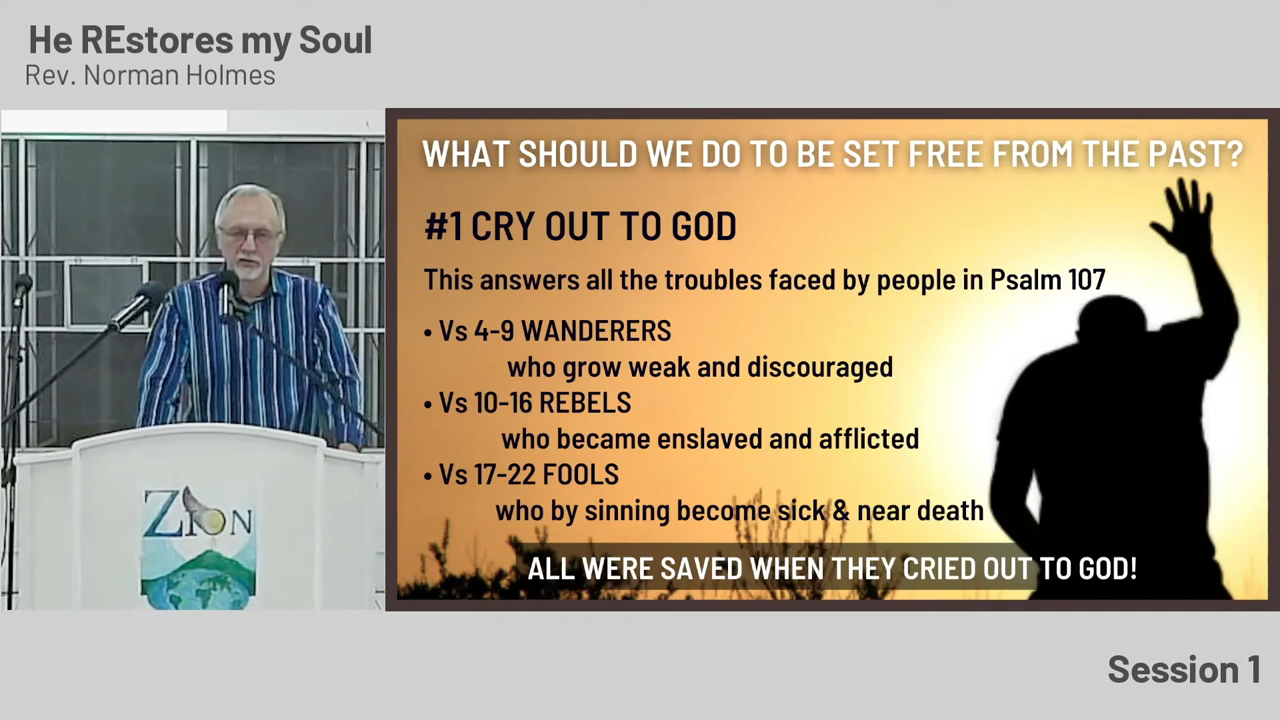 He REstores my Soul
Rev. Norman Holmes
WHAT SHOULD WE DO TO BE SET FREE FROM THE PAST?
#1 CRY OUT TO GOD
This answers all the troubles faced by people in Psalm 107
• Vs 4-9 WANDERERS
who grow weak and discouraged
• Vs 10-16 REBELS
who became enslaved and afflicted
• Vs 17-22 FOOLS
who by sinning become sick & near death
ALL WERE SAVED WHEN THEY CRIED OUT TO GOD!
ZION
Session 1